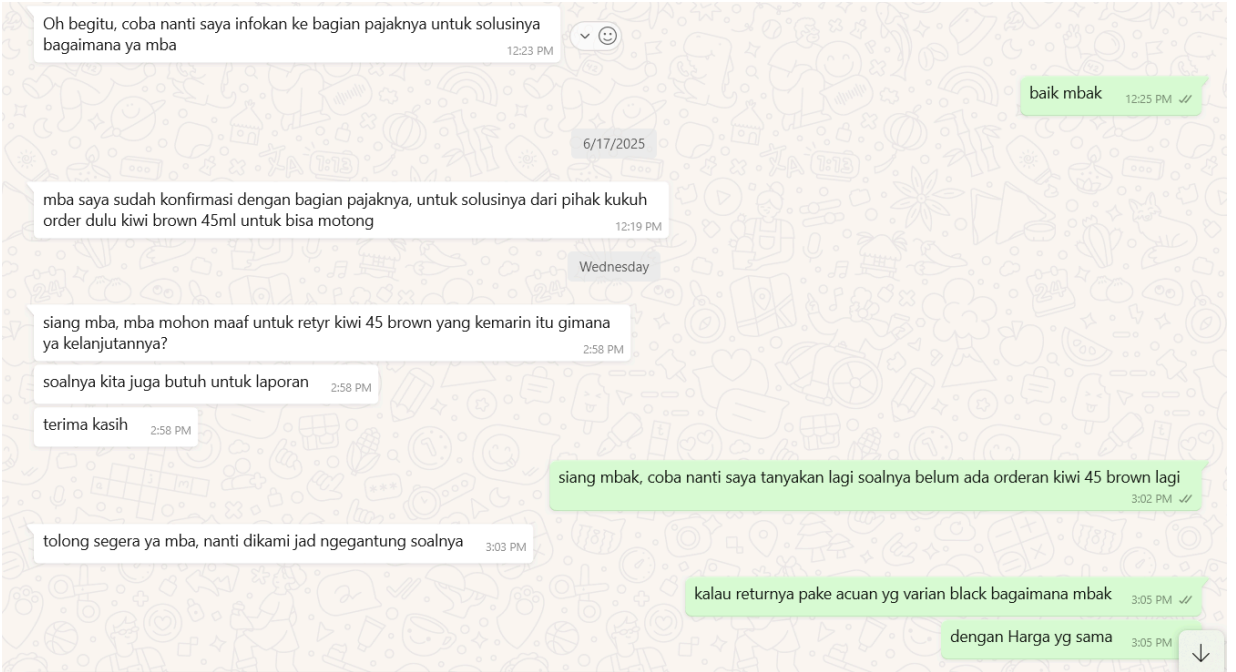 Oh begitu, coba nanti saya infokan ke bagian pajaknya untuk solusinya
bagaimana ya mba
12:23 PM
baik mbak
12:25 PM
6/17/2025
mba saya sudah konfirmasi dengan bagian pajaknya, untuk solusinya dari pihak kukuh
order dulu kiwi brown 45ml untuk bisa motong
12:19 PM
Wednesday
siang mba, mba mohon maaf untuk retyr kiwi 45 brown yang kemarin itu gimana
ya kelanjutannya?
2:58 PM
soalnya kita juga butuh untuk laporan
2:58 PM
terima kasih
2:58 PM
siang mbak, coba nanti saya tanyakan lagi soalnya belum ada orderan kiwi 45 brown lagi
3:02 PM
tolong segera ya mba, nanti dikami jad ngegantung soalnya
3:03 PM
kalau returnya pake acuan yg varian black bagaimana mbak
3:05 PM
dengan Harga yg sama
3:05 PM